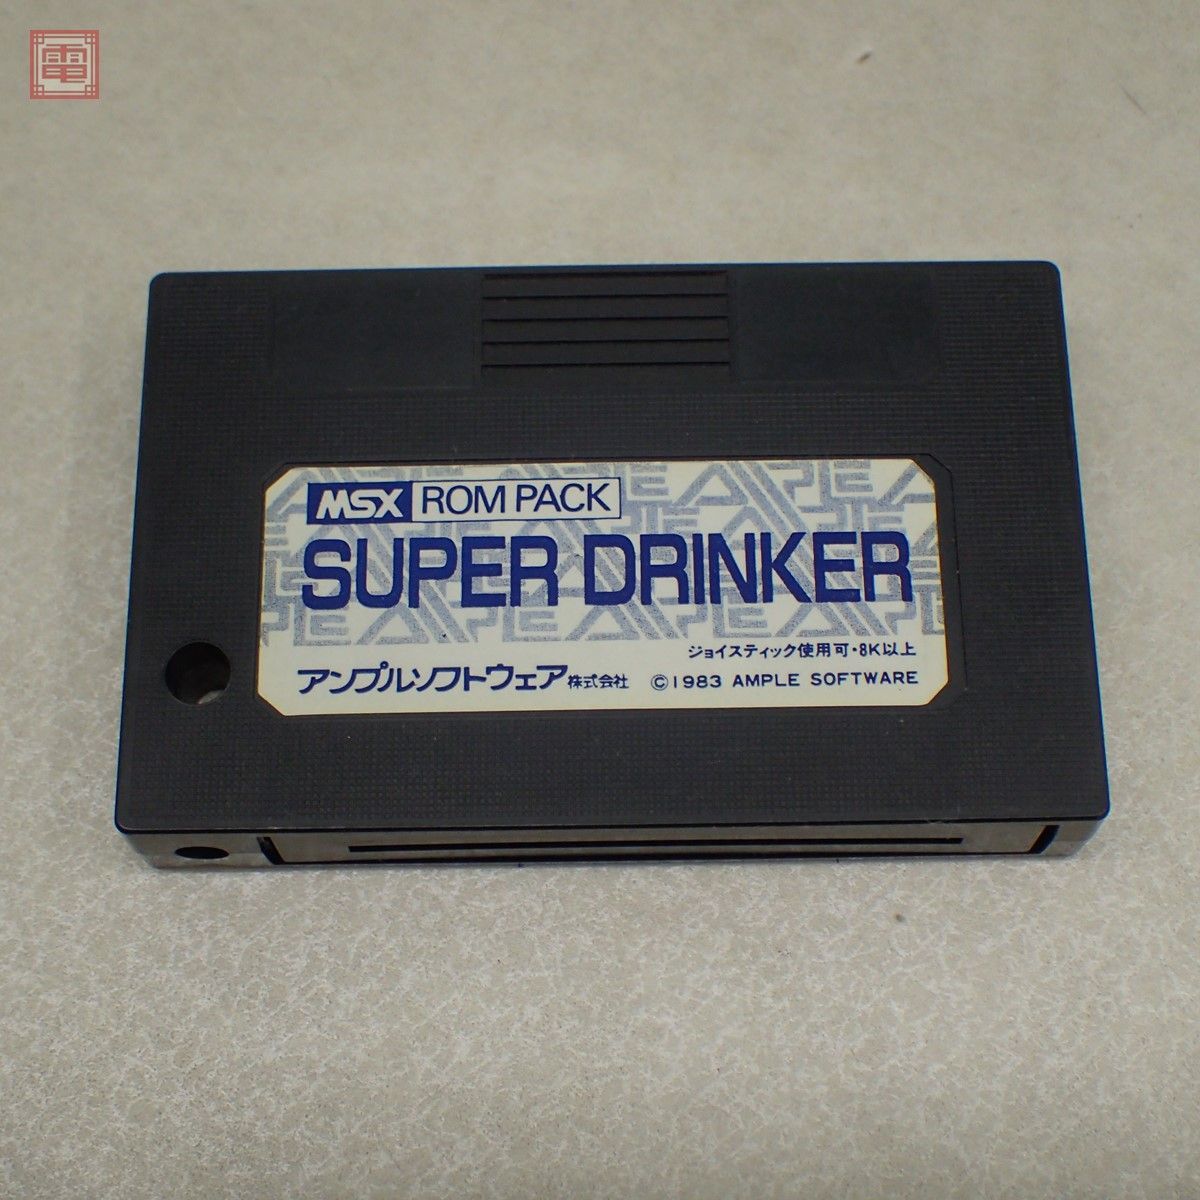 電
MSX ROM PACK
SUPER DRINKER
ジョイスティック使用可・8K以上
アンプルソフトウェア株式会社 ©1983 AMPLE SOFTWARE